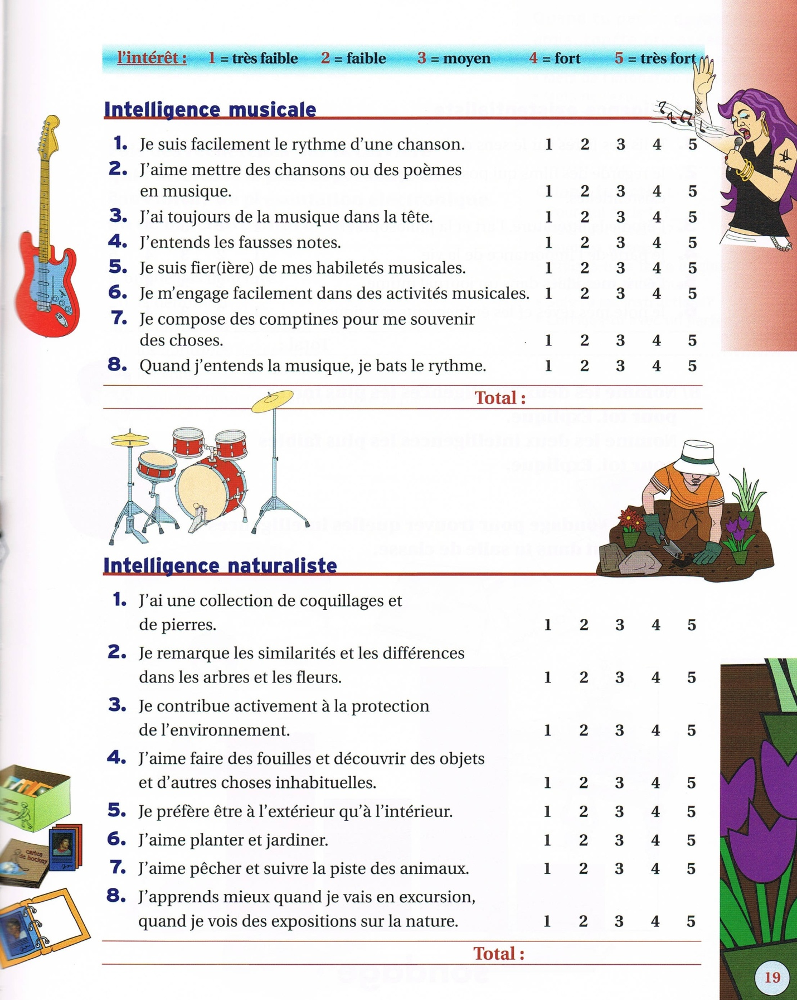 l'intérêt : 1 = très faible 2 = faible 3 = moyen 4 = fort 5 = très fort
Intelligence musicale
1. Je suis facilement le rythme d'une chanson. 1 2 3 4 5
2. J'aime mettre des chansons ou des poèmes
en musique. 1 2 3 4 5
3. J'ai toujours de la musique dans la tête. 1 2 3 4 5
4. J'entends les fausses notes. 1 2 3 4 5
5. Je suis fier(ière) de mes habiletés musicales. 1 2 3 4 5
6. Je m'engage facilement dans des activités musicales. 1 2 3 4 5
7. Je compose des comptines pour me souvenir
des choses. 1 2 3 4 5
8. Quand j'entends la musique, je bats le rythme. 1 2 3 4 5
Total :
Intelligence naturaliste
1. J'ai une collection de coquillages et
de pierres. 1 2 3 4 5
2. Je remarque les similarités et les différences
dans les arbres et les fleurs. 1 2 3 4 5
3. Je contribue activement à la protection
de l'environnement. 1 2 3 4 5
4. J'aime faire des fouilles et découvrir des objets
et d'autres choses inhabituelles. 1 2 3 4 5
5. Je préfère être à l'extérieur qu'à l'intérieur. 1 2 3 4 5
6. J'aime planter et jardiner. 1 2 3 4 5
7. J'aime pêcher et suivre la piste des animaux. 1 2 3 4 5
8. J'apprends mieux quand je vais en excursion,
quand je vois des expositions sur la nature. 1 2 3 4 5
Total :
cartes
de hockey
19